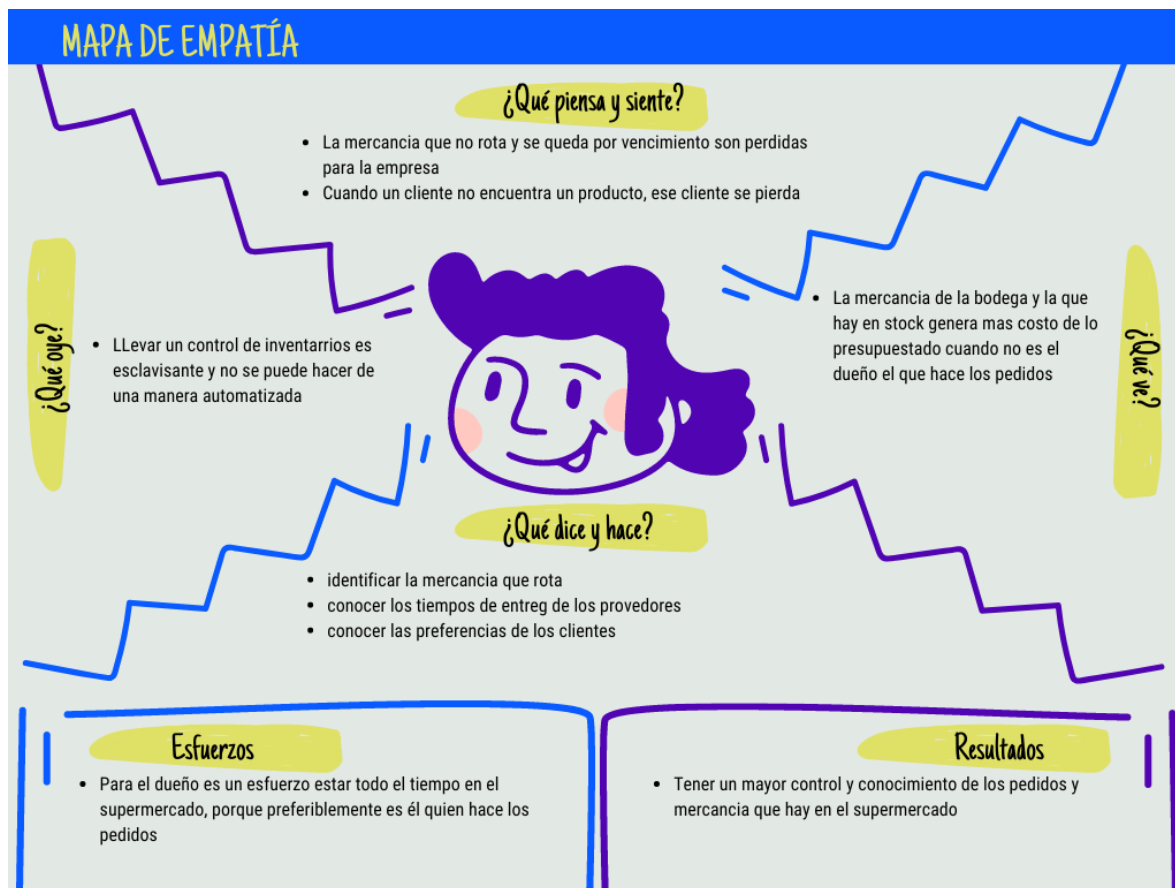 MAPA DE EMPATÍA
¿Qué piensa y siente?
• La mercancia que no rota y se queda por vencimiento son perdidas
para la empresa
• Cuando un cliente no encuentra un producto, ese cliente se pierda
¿Qué oye?
• LLevar un control de inventarrios es
esclavisante y no se puede hacer de
una manera automatizada
• La mercancia de la bodega y la que
hay en stock genera mas costo de lo
presupuestado cuando no es el
dueño el que hace los pedidos
¿Qué ve?
¿Qué dice y hace?
• identificar la mercancia que rota
• conocer los tiempos de entreg de los provedores
• conocer las preferencias de los clientes
Esfuerzos
• Para el dueño es un esfuerzo estar todo el tiempo en el
supermercado, porque preferiblemente es él quien hace los
pedidos
Resultados
• Tener un mayor control y conocimiento de los pedidos y
mercancia que hay en el supermercado